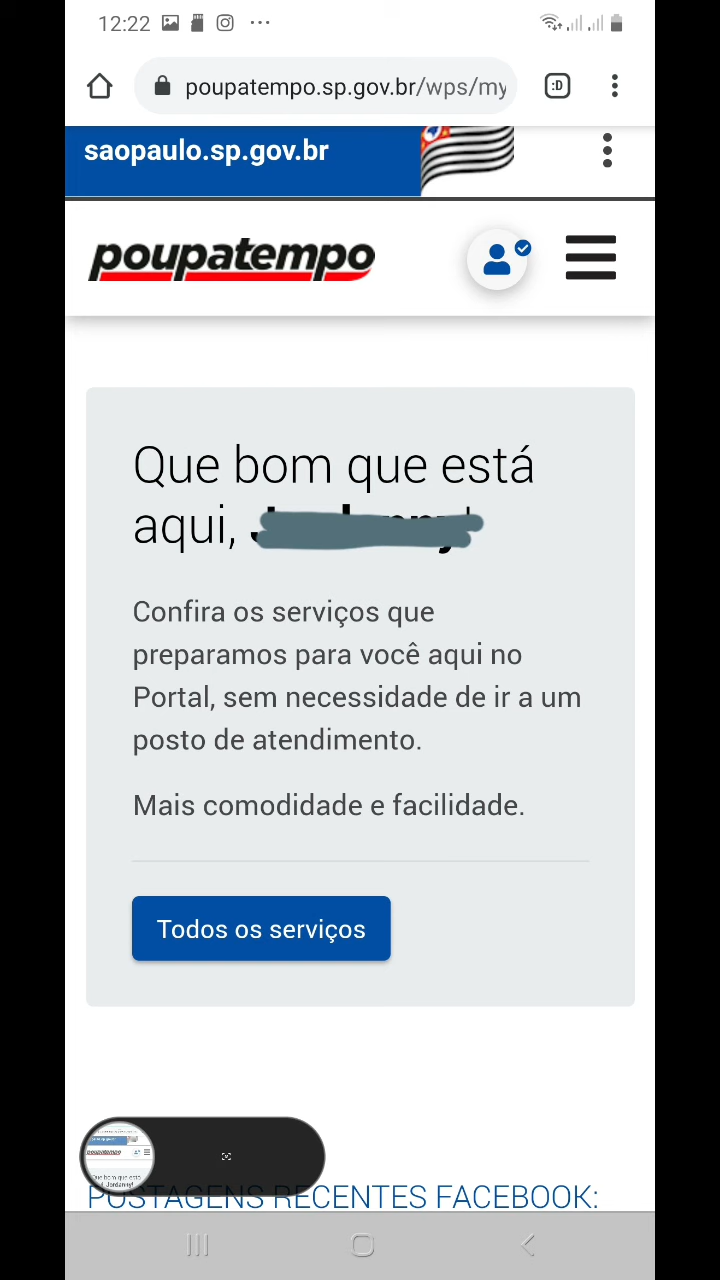 12:22
poupatempo.sp.gov.br/wps/my
:D
saopaulo.sp.gov.br
poupatempo
Que bom que está
aqui,
Confira os serviços que
preparamos para você aqui no
Portal, sem necessidade de ir a um
posto de atendimento.
Mais comodidade e facilidade.
Todos os serviços
POSTAGENS RECENTES FACEBOOK: